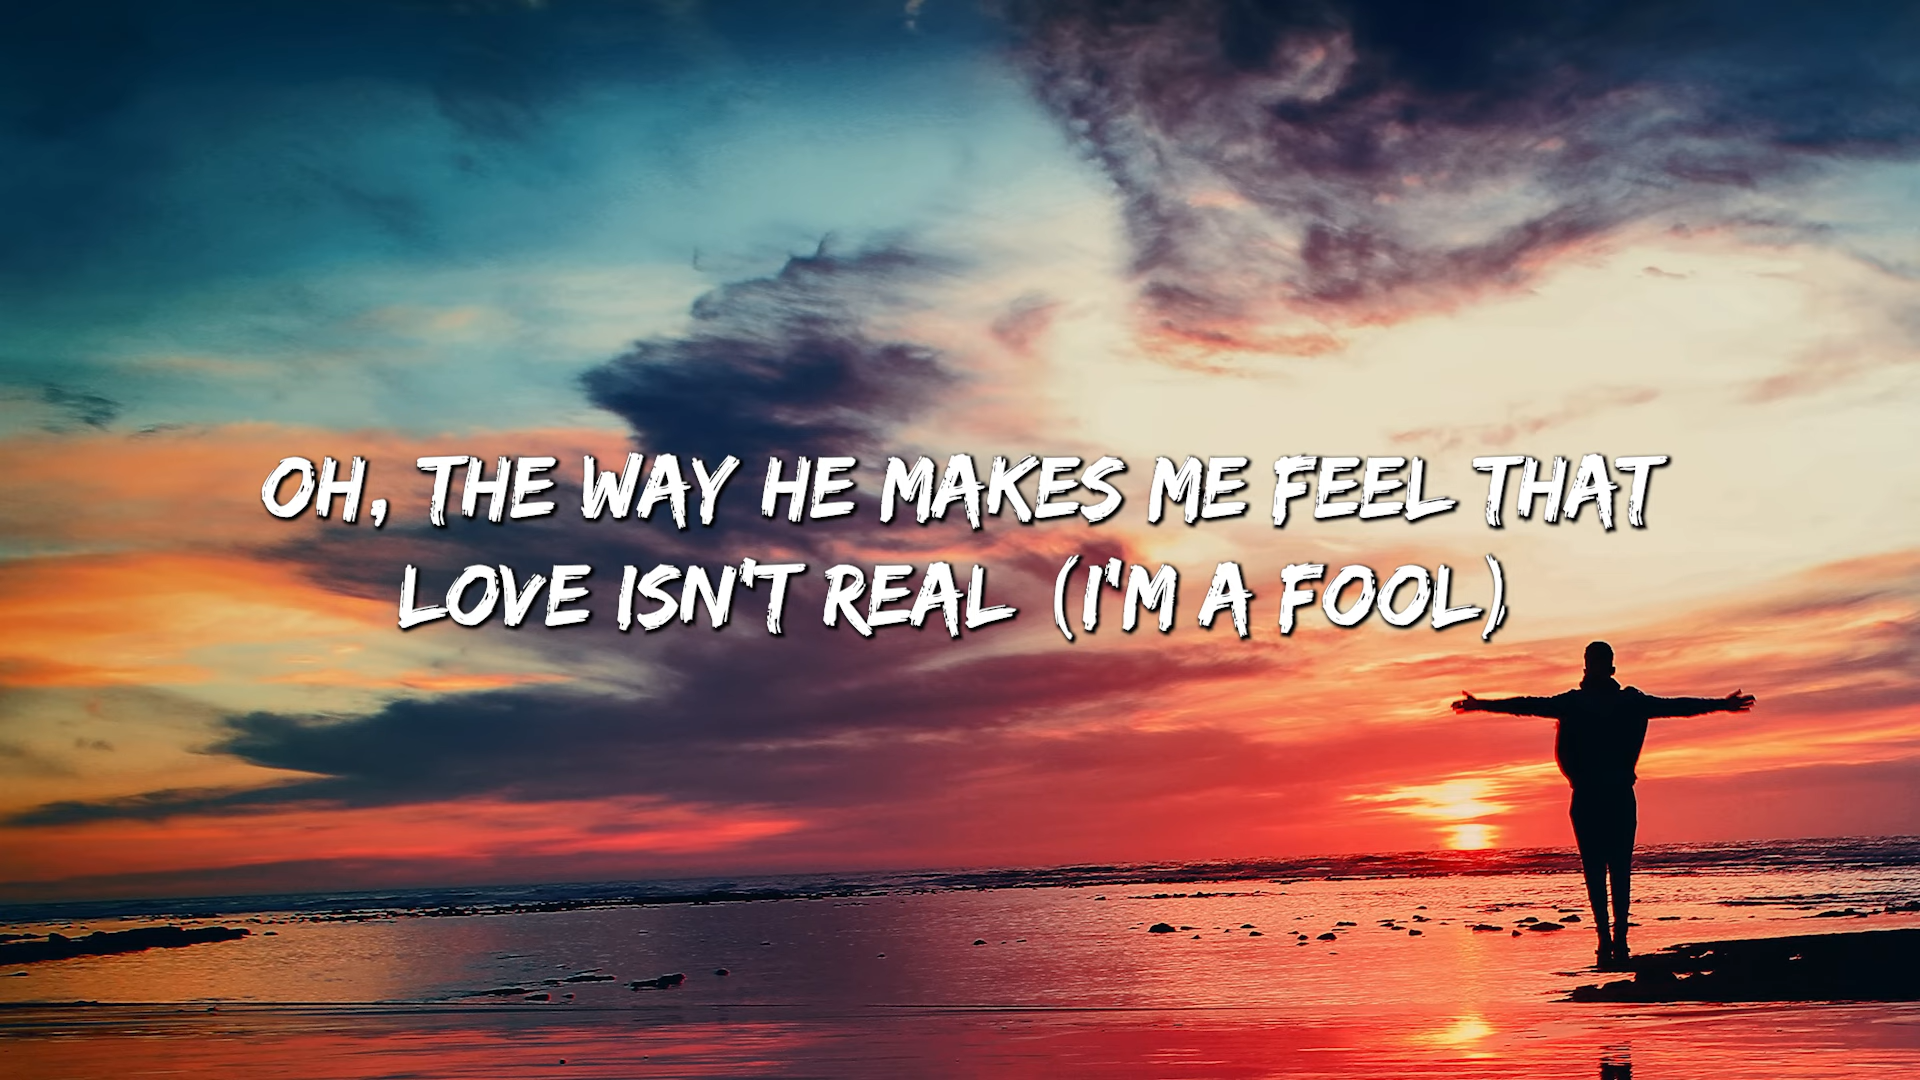 OH, THE WAY HE MAKES ME FEEL THAT
LOVE ISN'T REAL (I'M A FOOL)